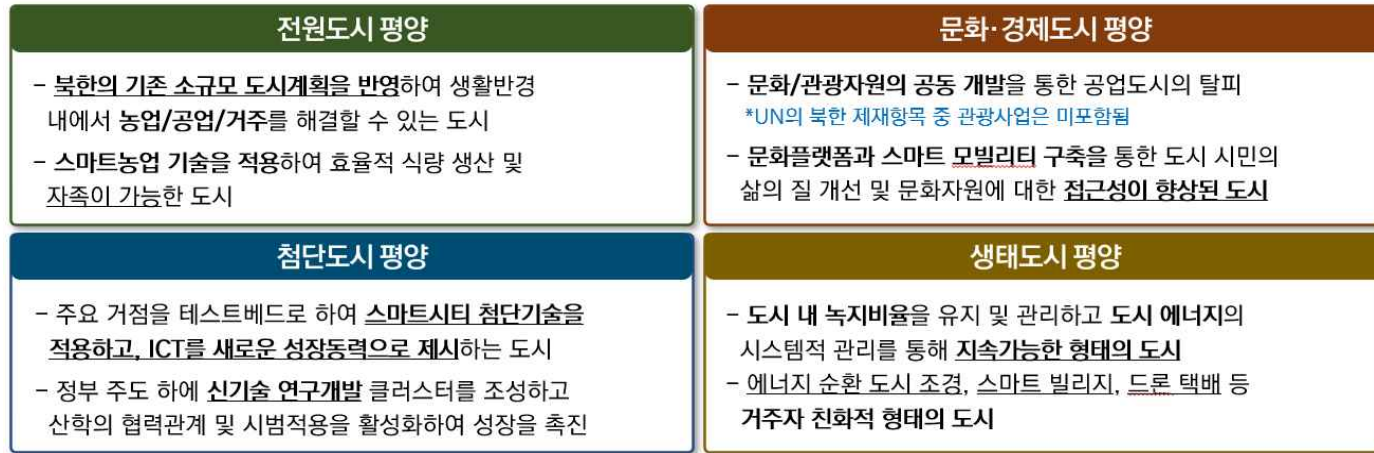 전원도시 평양
- 북한의 기존 소규모 도시계획을 반영하여 생활반경
내에서 농업/공업/거주를 해결할 수 있는 도시
- 스마트농업 기술을 적용하여 효율적 식량 생산 및
자족이 가능한 도시
문화·경제도시 평양
- 문화/관광자원의 공동 개발을 통한 공업도시의 탈피
*UN의 북한 제재항목 중 관광사업은 미포함됨
- 문화플랫폼과 스마트 모빌리티 구축을 통한 도시 시민의
삶의 질 개선 및 문화자원에 대한 접근성이 향상된 도시
첨단도시 평양
- 주요 거점을 테스트베드로 하여 스마트시티 첨단기술을
적용하고, ICT를 새로운 성장동력으로 제시하는 도시
- 정부 주도 하에 신기술 연구개발 클러스터를 조성하고
산학의 협력관계 및 시범적용을 활성화하여 성장을 촉진
생태도시 평양
- 도시 내 녹지비율을 유지 및 관리하고 도시 에너지의
시스템적 관리를 통해 지속가능한 형태의 도시
- 에너지 순환 도시 조경, 스마트 빌리지, 드론 택배 등
거주자 친화적 형태의 도시